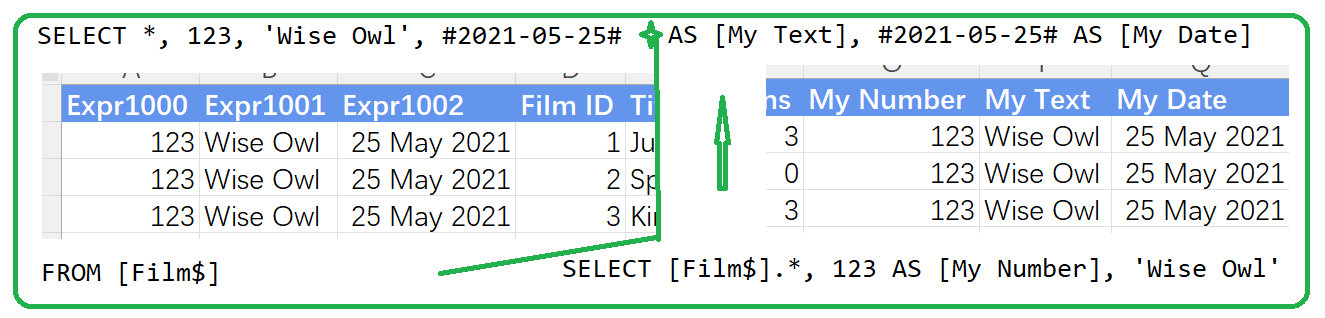 SELECT *, 123, 'Wise Owl', #2021-05-25#
Expr1000 Expr1001 Expr1002 Film ID Ti
123 Wise Owl 25 May 2021 1 Ju
123 Wise Owl 25 May 2021 2 Sp
123 Wise Owl 25 May 2021 3 Ki
FROM [Film$]
SELECT [Film$].*, 123 AS [My Number], 'Wise Owl'
AS [My Text], #2021-05-25# AS [My Date]
ns My Number My Text My Date
3 123 Wise Owl 25 May 2021
0 123 Wise Owl 25 May 2021
3 123 Wise Owl 25 May 2021